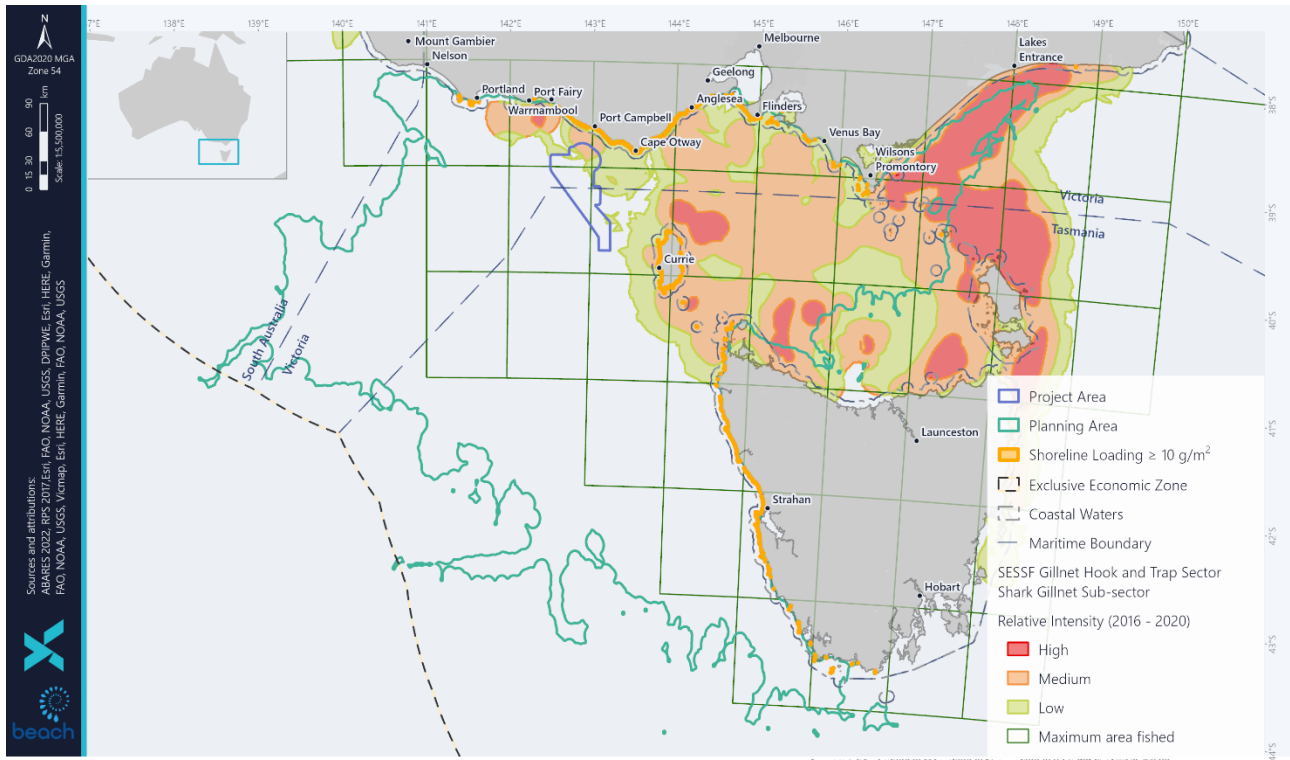 N
GDA2020 MGA
Zone 54
0 15 30 60 90
km
Scale: 1:5,500,000
Sources and attributions:
ABARES 2022, RPS 2017,Esri, FAO, NOAA, USGS, DPIPWE, Esri, HERE, Garmin,
FAO, NOAA, USGS, Vicmap, Esri, HERE, Garmin, FAO, NOAA, USGS
beach
7°E 138°E 139°E 140°E 141°E 142°E 143°E 144°E 145°E 146°E 147°E 148°E 149°E 150°E
38°S
39°S
40°S
41°S
42°S
43°S
44°S
Mount Gambier
Nelson
Portland
Port Fairy
Warrnambool
Port Campbell
Cape Otway
Melbourne
Geelong
Anglesea
Flinders
Venus Bay
Wilsons
Promontory
Lakes
Entrance
Victoria
Tasmania
Currie
South Australia
Victoria
Launceston
Strahan
Hobart
Project Area
Planning Area
Shoreline Loading ≥ 10 g/m²
Exclusive Economic Zone
Coastal Waters
Maritime Boundary
SESSF Gillnet Hook and Trap Sector
Shark Gillnet Sub-sector
Relative Intensity (2016 - 2020)
High
Medium
Low
Maximum area fished